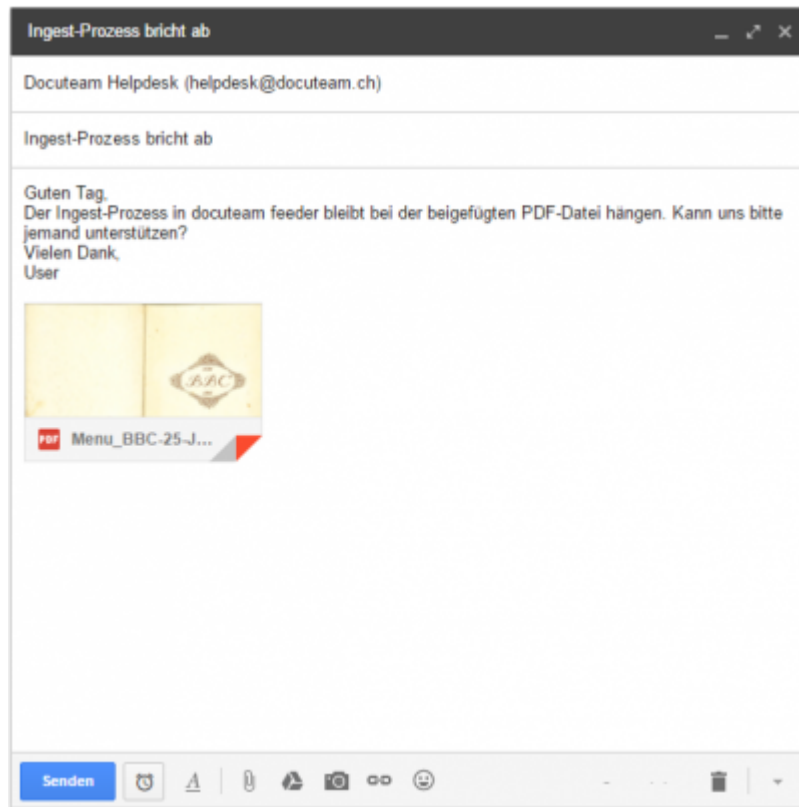 Ingest-Prozess bricht ab
Docuteam Helpdesk (helpdesk@docuteam.ch)
Ingest-Prozess bricht ab
Guten Tag,
Der Ingest-Prozess in docuteam feeder bleibt bei der beigefügten PDF-Datei hängen. Kann uns bitte
jemand unterstützen?
Vielen Dank,
User
BBC
PDF Menu_BBC-25-J...
Senden A